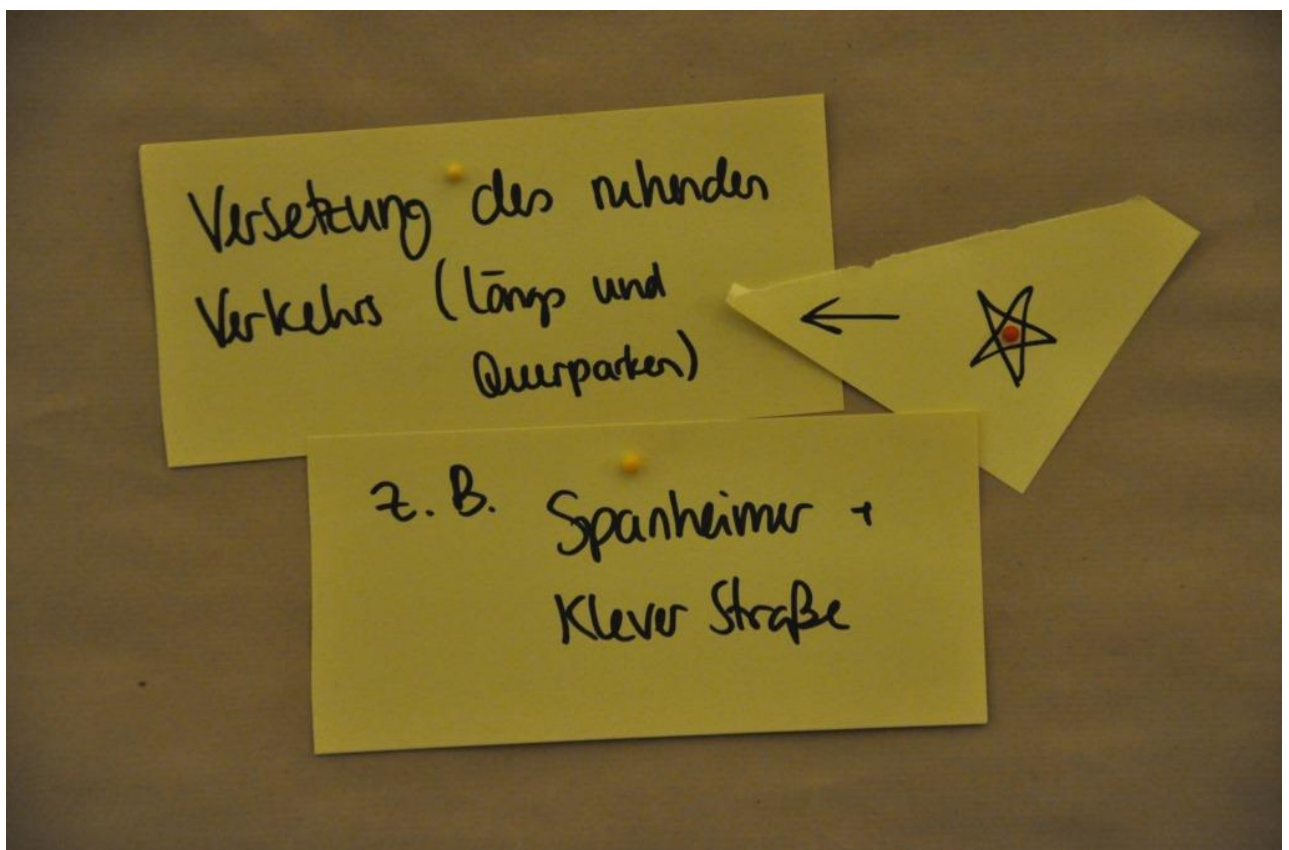 Versetzung des ruhenden
Verkehrs (längs und
Querparken)
z. B. Spanheimer +
Klever Straße